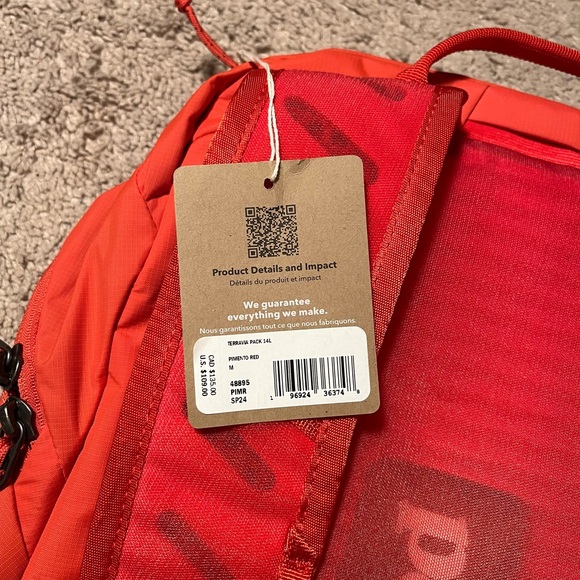 Product Details and Impact
Détails du produit et impact
We guarantee
everything we make.
Nous garantissons tout ce que nous fabriquons.
CAD $135.00
U.S. $109.00
TERRAVIA PACK 14L
PIMENTO RED
M
48895
PIMR
SP24
1 96924 36374 8
p